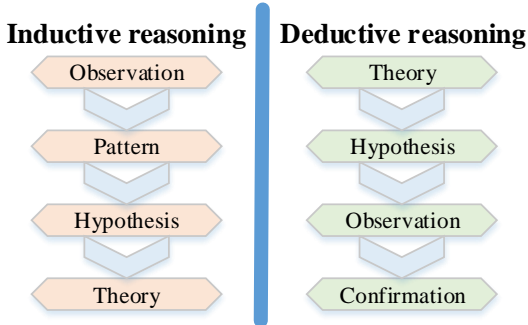 Inductive reasoning
Observation
Pattern
Hypothesis
Theory
Deductive reasoning
Theory
Hypothesis
Observation
Confirmation